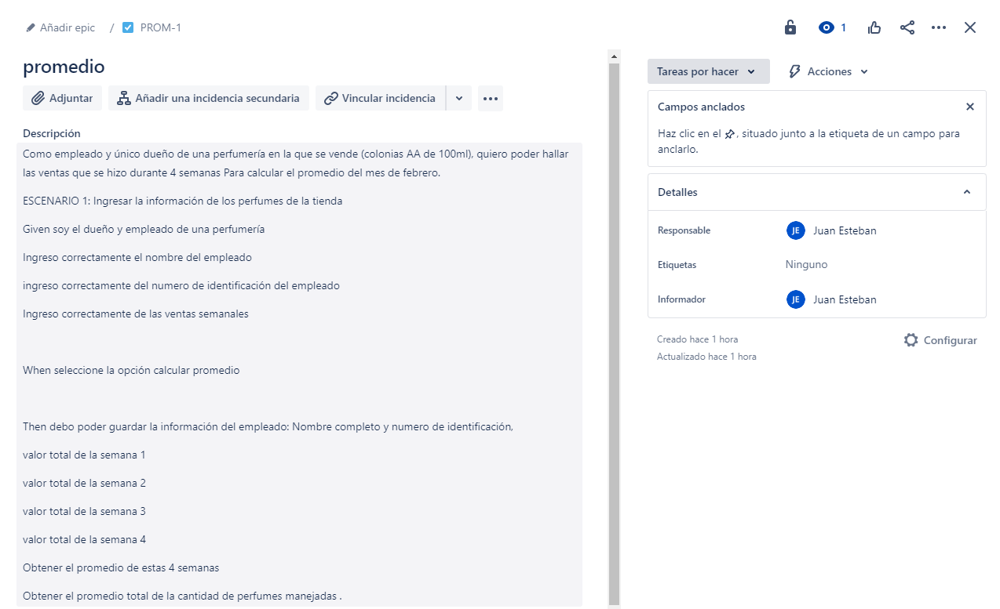 Añadir epic / PROM-1
1
promedio
Adjuntar
Añadir una incidencia secundaria
Vincular incidencia
Descripción
Como empleado y único dueño de una perfumería en la que se vende (colonias AA de 100ml), quiero poder hallar
las ventas que se hizo durante 4 semanas Para calcular el promedio del mes de febrero.
ESCENARIO 1: Ingresar la información de los perfumes de la tienda
Given soy el dueño y empleado de una perfumería
Ingreso correctamente el nombre del empleado
ingreso correctamente del numero de identificación del empleado
Ingreso correctamente de las ventas semanales
When seleccione la opción calcular promedio
Then debo poder guardar la información del empleado: Nombre completo y numero de identificación,
valor total de la semana 1
valor total de la semana 2
valor total de la semana 3
valor total de la semana 4
Obtener el promedio de estas 4 semanas
Obtener el promedio total de la cantidad de perfumes manejadas .
Tareas por hacer
Acciones
Campos anclados
Haz clic en el , situado junto a la etiqueta de un campo para
anclarlo.
Detalles
Responsable
JE Juan Esteban
Etiquetas
Ninguno
Informador
JE Juan Esteban
Creado hace 1 hora
Actualizado hace 1 hora
Configurar